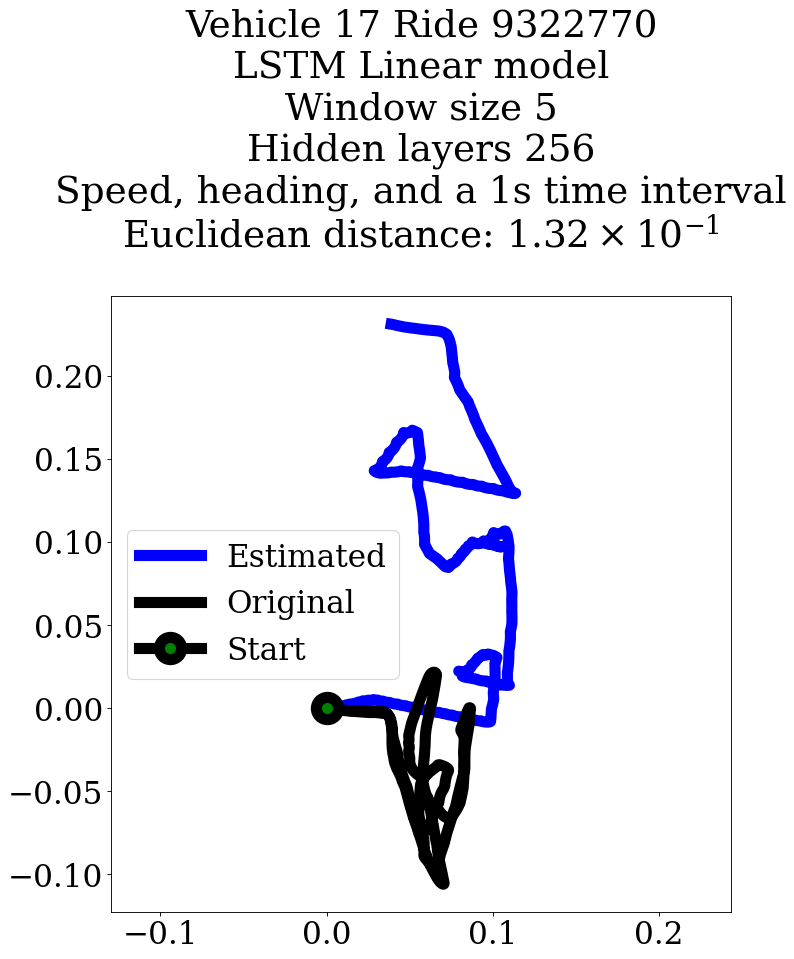 Vehicle 17 Ride 9322770
LSTM Linear model
Window size 5
Hidden layers 256
Speed, heading, and a 1s time interval
Euclidean distance: 1.32 × 10⁻¹
0.20
0.15
0.10
0.05
0.00
−0.05
−0.10
Estimated
Original
Start
−0.1
0.0
0.1
0.2